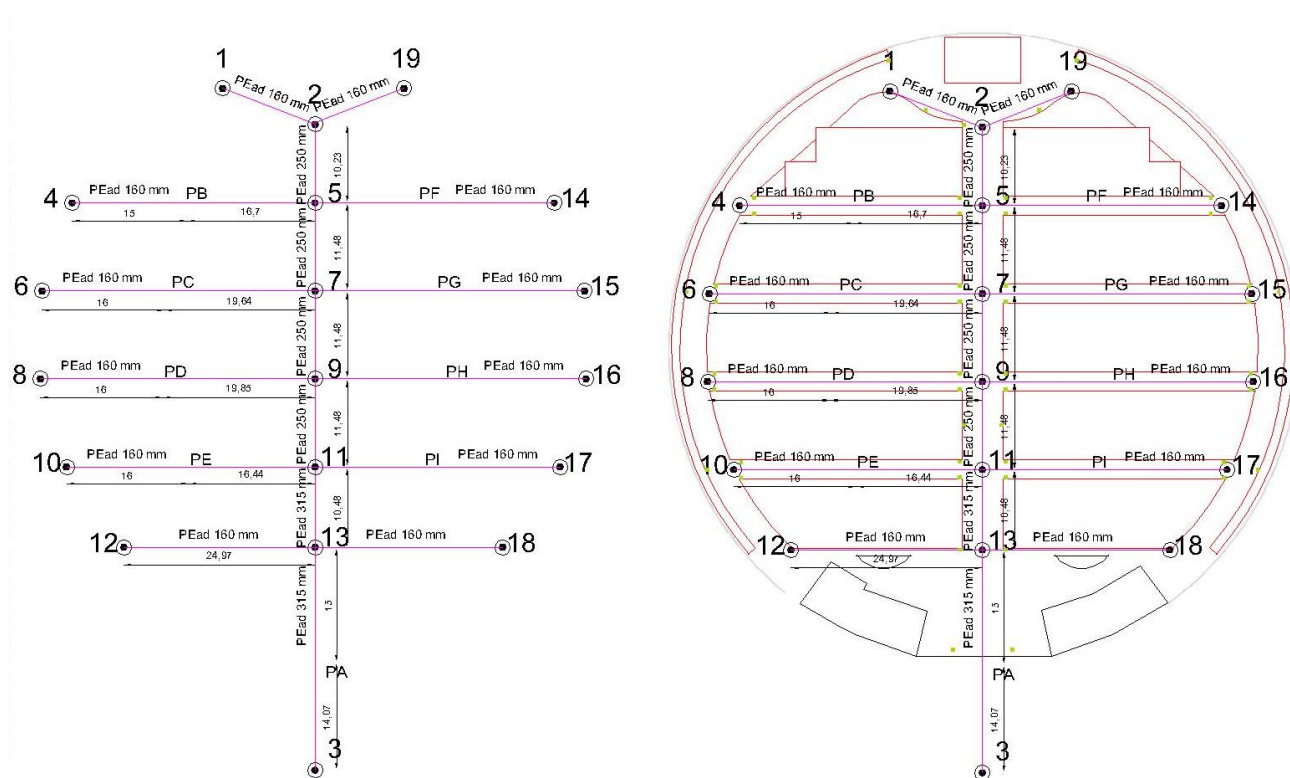 1
19
PEad 160 mm
PEad 160 mm
2
PEad 250 mm
10,23
PEad 160 mm
PB
PF
PEad 160 mm
4
5
14
15
16,7
PEad 250 mm
11,48
PEad 160 mm
PC
PG
PEad 160 mm
6
7
15
16
19,64
PEad 250 mm
11,48
PEad 160 mm
PD
PH
PEad 160 mm
8
9
16
16
19,85
PEad 250 mm
11,48
PEad 160 mm
PE
PI
PEad 160 mm
10
11
17
16
16,44
PEad 315 mm
10,48
PEad 160 mm
PEad 160 mm
12
13
18
24,97
PEad 315 mm
15
PA
14,07
3
1
19
PEad 160 mm
PEad 160 mm
2
PEad 250 mm
10,23
PEad 160 mm
PB
PF
PEad 160 mm
4
5
14
15
16,7
PEad 250 mm
11,48
PEad 160 mm
PC
PG
PEad 160 mm
6
7
15
16
19,64
PEad 250 mm
11,48
PEad 160 mm
PD
PH
PEad 160 mm
8
9
16
16
19,85
PEad 250 mm
11,48
PEad 160 mm
PE
PI
PEad 160 mm
10
11
17
16
16,44
PEad 315 mm
10,48
PEad 160 mm
PEad 160 mm
12
13
18
24,97
PEad 315 mm
15
PA
14,07
3